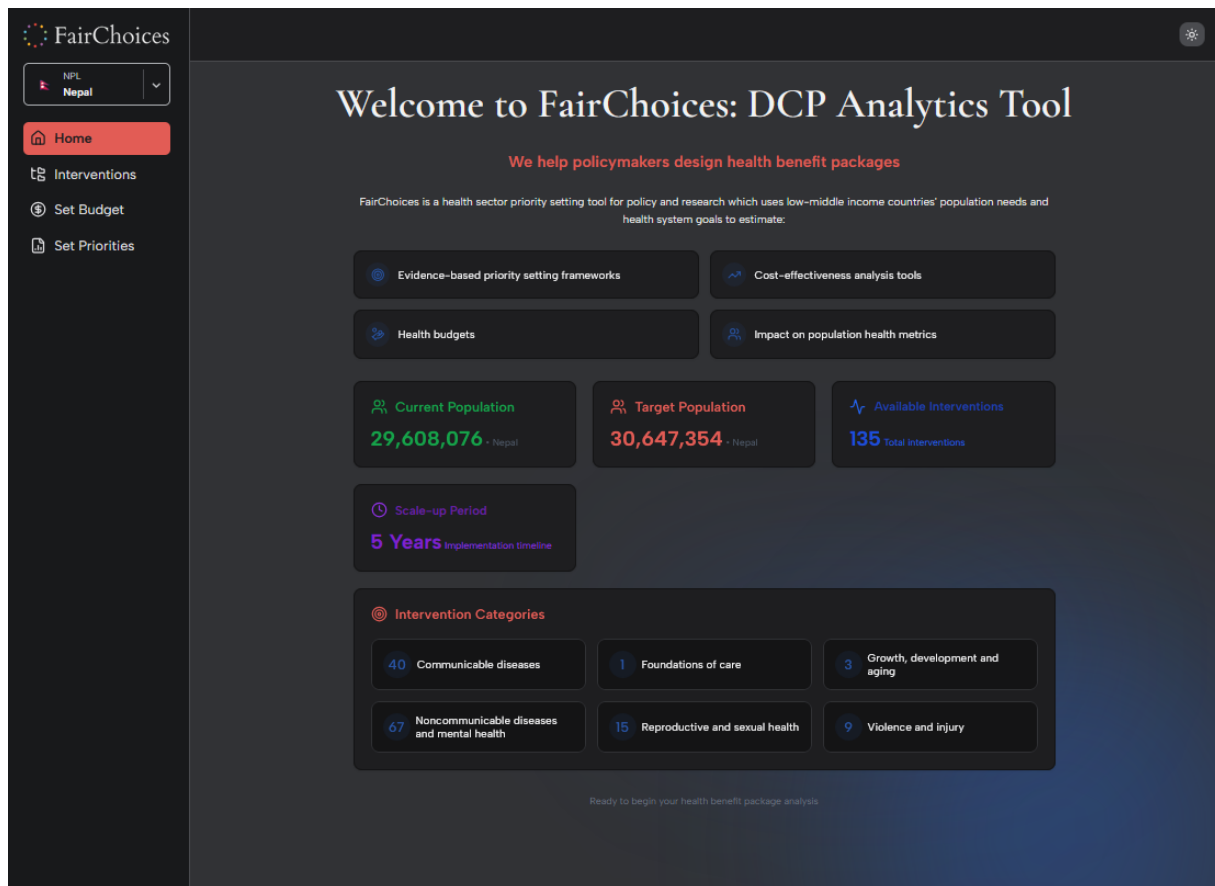 FairChoices
NPL
Nepal
Home
Interventions
Set Budget
Set Priorities
Welcome to FairChoices: DCP Analytics Tool
We help policymakers design health benefit packages
FairChoices is a health sector priority setting tool for policy and research which uses low-middle income countries' population needs and
health system goals to estimate:
Evidence-based priority setting frameworks
Cost-effectiveness analysis tools
Health budgets
Impact on population health metrics
Current Population
29,608,076 - Nepal
Target Population
30,647,354 - Nepal
Available Interventions
135 Total interventions
Scale-up Period
5 Years Implementation timeline
Intervention Categories
40 Communicable diseases
1 Foundations of care
3 Growth, development and
aging
67 Noncommunicable diseases
and mental health
15 Reproductive and sexual health
9 Violence and injury
Ready to begin your health benefit package analysis